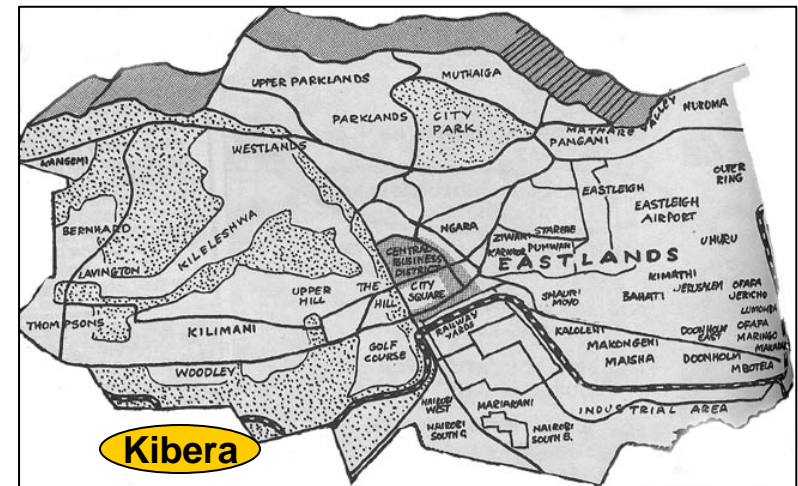 UPPER PARKLANDS
MUTHAIGA
PARKLANDS
CITY
PARK
MATHARE VALLEY
HUROMA
PANGANI
WESTLANDS
KANGEMI
EASTLEIGH
OUTER
RING
EASTLEIGH
AIRPORT
BERNHARD
KILELESHWA
NGARA
ZIWANI
STAREHE
KARIOKOR
PUMWANI
UHURU
CENTRAL
BUSINESS
DISTRICT
EASTLANDS
LAVINGTON
KIMATHI
UPPER
HILL
THE
HILL
CITY
SQUARE
SHAURI
MOYO
BAHATI
JERUSALEM
OFAFA
JERICHO
LUMUMBA
THOMPSONS
KILIMANI
RAILWAY
YARDS
KALOLENI
MAKONGENI
DOONHOLM
EAST
OFAFA
MARINGO
GOLF
COURSE
MAISHA
DOONHOLM
MBOTELA
WOODLEY
NAIROBI
WEST
MARIAKANI
INDUSTRIAL AREA
NAIROBI
SOUTH C.
NAIROBI
SOUTH B.
Kibera